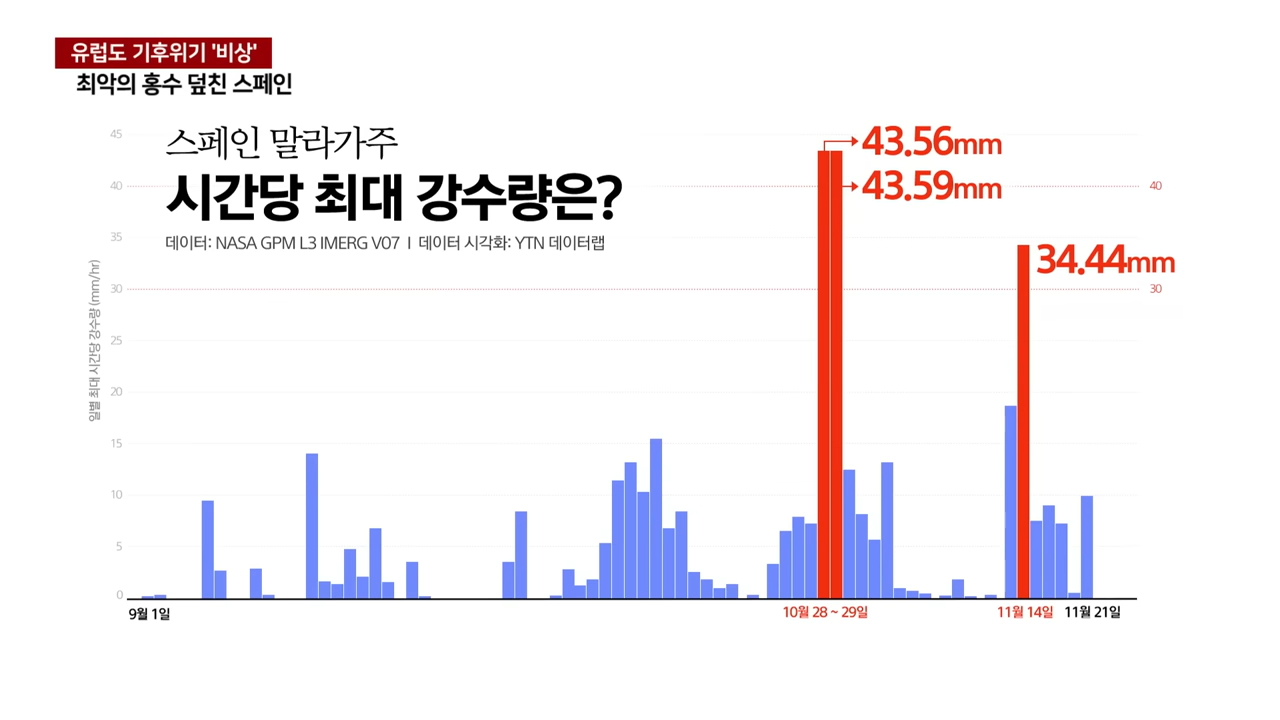 유럽도 기후위기 '비상'
최악의 홍수 덮친 스페인
스페인 말라가주
시간당 최대 강수량은?
데이터: NASA GPM L3 IMERG V07 I 데이터 시각화: YTN 데이터랩
43.56mm
43.59mm
34.44mm
일별 최대 시간당 강수량 (mm/hr)
45
40
35
30
25
20
15
10
5
0
40
30
9월 1일
10월 28 ~ 29일
11월 14일
11월 21일